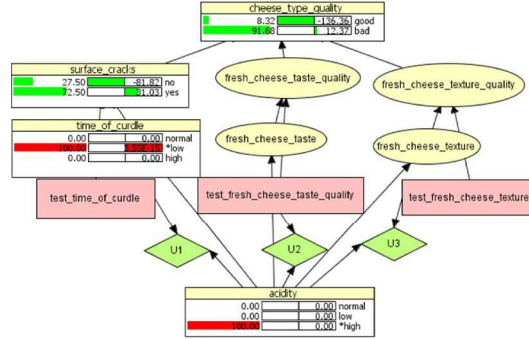 cheese_type_quality
8.32 -136.36 good
91.68 12.37 bad
surface_cracks
27.50 -81.82 no
72.50 31.03 yes
fresh_cheese_taste_quality
fresh_cheese_texture_quality
time_of_curdle
0.00 0.00 normal
100.00 *low
0.00 0.00 high
fresh_cheese_taste
fresh_cheese_texture
test_time_of_curdle
test_fresh_cheese_taste_quality
test_fresh_cheese_texture
U1
U2
U3
acidity
0.00 0.00 normal
0.00 0.00 low
100.00 0.00 *high